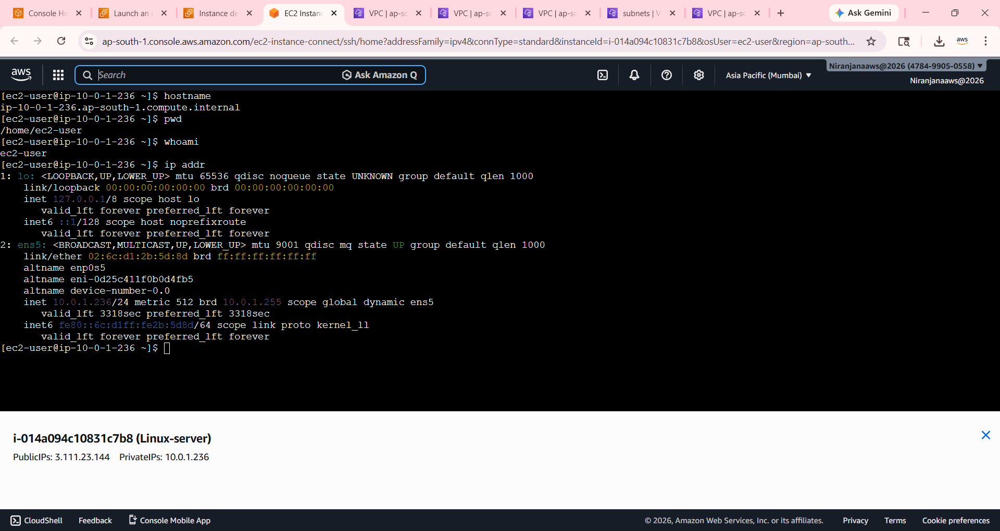 Console Ho
Launch an i
Instance de
EC2 Instanc
VPC | ap-so
VPC | ap-so
VPC | ap-so
subnets | V
VPC | ap-so
Ask Gemini
ap-south-1.console.aws.amazon.com/ec2-instance-connect/ssh/home?addressFamily=ipv4&connType=standard&instanceId=i-014a094c10831c7b8&osUser=ec2-user&region=ap-south...
aws
aws
Search
Ask Amazon Q
Asia Pacific (Mumbai)
Niranjanaaws@2026 (4784-9905-0558)
Niranjanaaws@2026
[ec2-user@ip-10-0-1-236 ~]$ hostname
ip-10-0-1-236.ap-south-1.compute.internal
[ec2-user@ip-10-0-1-236 ~]$ pwd
/home/ec2-user
[ec2-user@ip-10-0-1-236 ~]$ whoami
ec2-user
[ec2-user@ip-10-0-1-236 ~]$ ip addr
1: lo: <LOOPBACK,UP,LOWER_UP> mtu 65536 qdisc noqueue state UNKNOWN group default qlen 1000
    link/loopback 00:00:00:00:00:00 brd 00:00:00:00:00:00
    inet 127.0.0.1/8 scope host lo
       valid_lft forever preferred_lft forever
    inet6 ::1/128 scope host noprefixroute
       valid_lft forever preferred_lft forever
2: ens5: <BROADCAST,MULTICAST,UP,LOWER_UP> mtu 9001 qdisc mq state UP group default qlen 1000
    link/ether 02:6c:d1:2b:5d:8d brd ff:ff:ff:ff:ff:ff
    altname enp0s5
    altname eni-0d25c411f0b0d4fb5
    altname device-number-0.0
    inet 10.0.1.236/24 metric 512 brd 10.0.1.255 scope global dynamic ens5
       valid_lft 3318sec preferred_lft 3318sec
    inet6 fe80::6c:d1ff:fe2b:5d8d/64 scope link proto kernel_ll
       valid_lft forever preferred_lft forever
[ec2-user@ip-10-0-1-236 ~]$
i-014a094c10831c7b8 (Linux-server)
PublicIPs: 3.111.23.144    PrivateIPs: 10.0.1.236
CloudShell
Feedback
Console Mobile App
© 2026, Amazon Web Services, Inc. or its affiliates.
Privacy
Terms
Cookie preferences